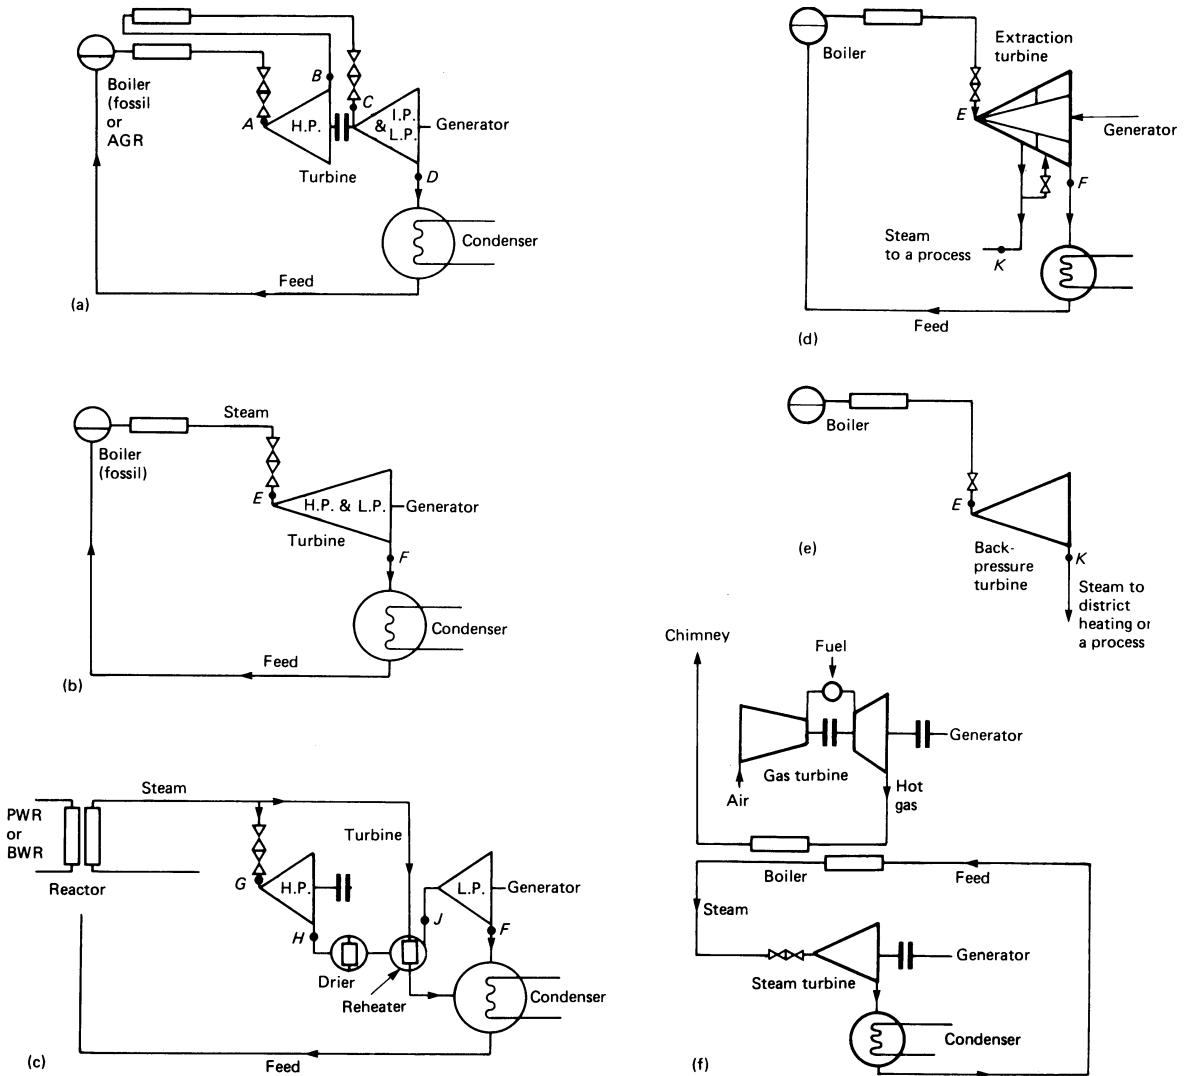 Boiler
(fossil
or
AGR
A
B
H.P.
C
I.P.
&
L.P.
Generator
Turbine
D
Condenser
Feed
(a)
Steam
Boiler
(fossil)
E
H.P. & L.P.
Generator
Turbine
F
Condenser
Feed
(b)
Steam
PWR
or
BWR
Reactor
Turbine
G
H.P.
L.P.
Generator
J
H
F
Drier
Reheater
Condenser
Feed
(c)
Boiler
Extraction
turbine
E
Generator
F
Steam
to a process
K
Feed
(d)
Boiler
E
(e)
Back-
pressure
turbine
K
Steam to
district
heating or
a process
Chimney
Fuel
Generator
Gas turbine
Air
Hot
gas
Boiler
Feed
Steam
Generator
Steam turbine
Condenser
(f)